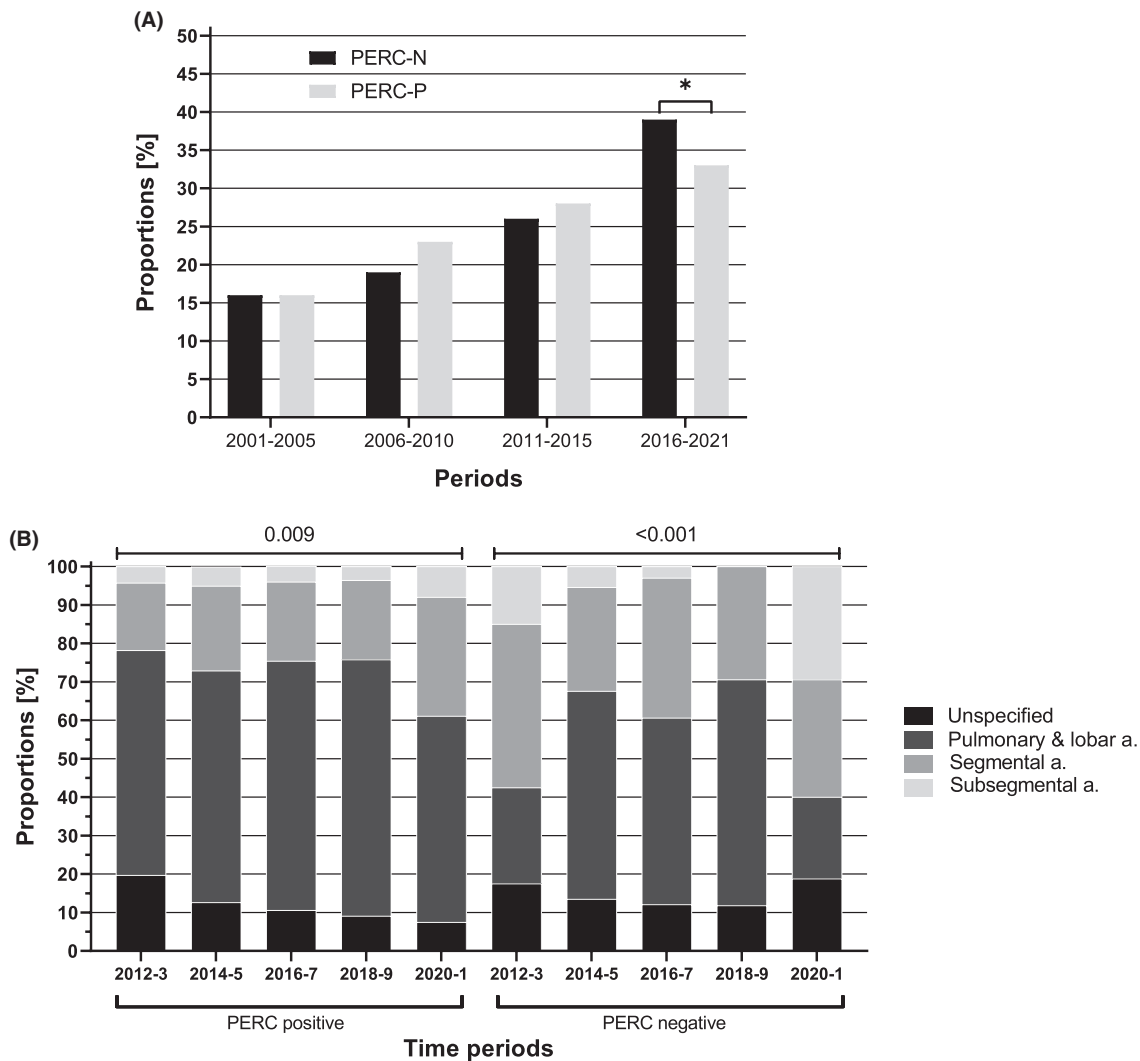 (A)
50
45
40
35
30
25
20
15
10
5
0
Proportions [%]
PERC-N
PERC-P
*
2001-2005 2006-2010 2011-2015 2016-2021
Periods
(B)
0.009 <0.001
100
90
80
70
60
50
40
30
20
10
0
Proportions [%]
Unspecified
Pulmonary & lobar a.
Segmental a.
Subsegmental a.
2012-3 2014-5 2016-7 2018-9 2020-1 2012-3 2014-5 2016-7 2018-9 2020-1
PERC positive PERC negative
Time periods